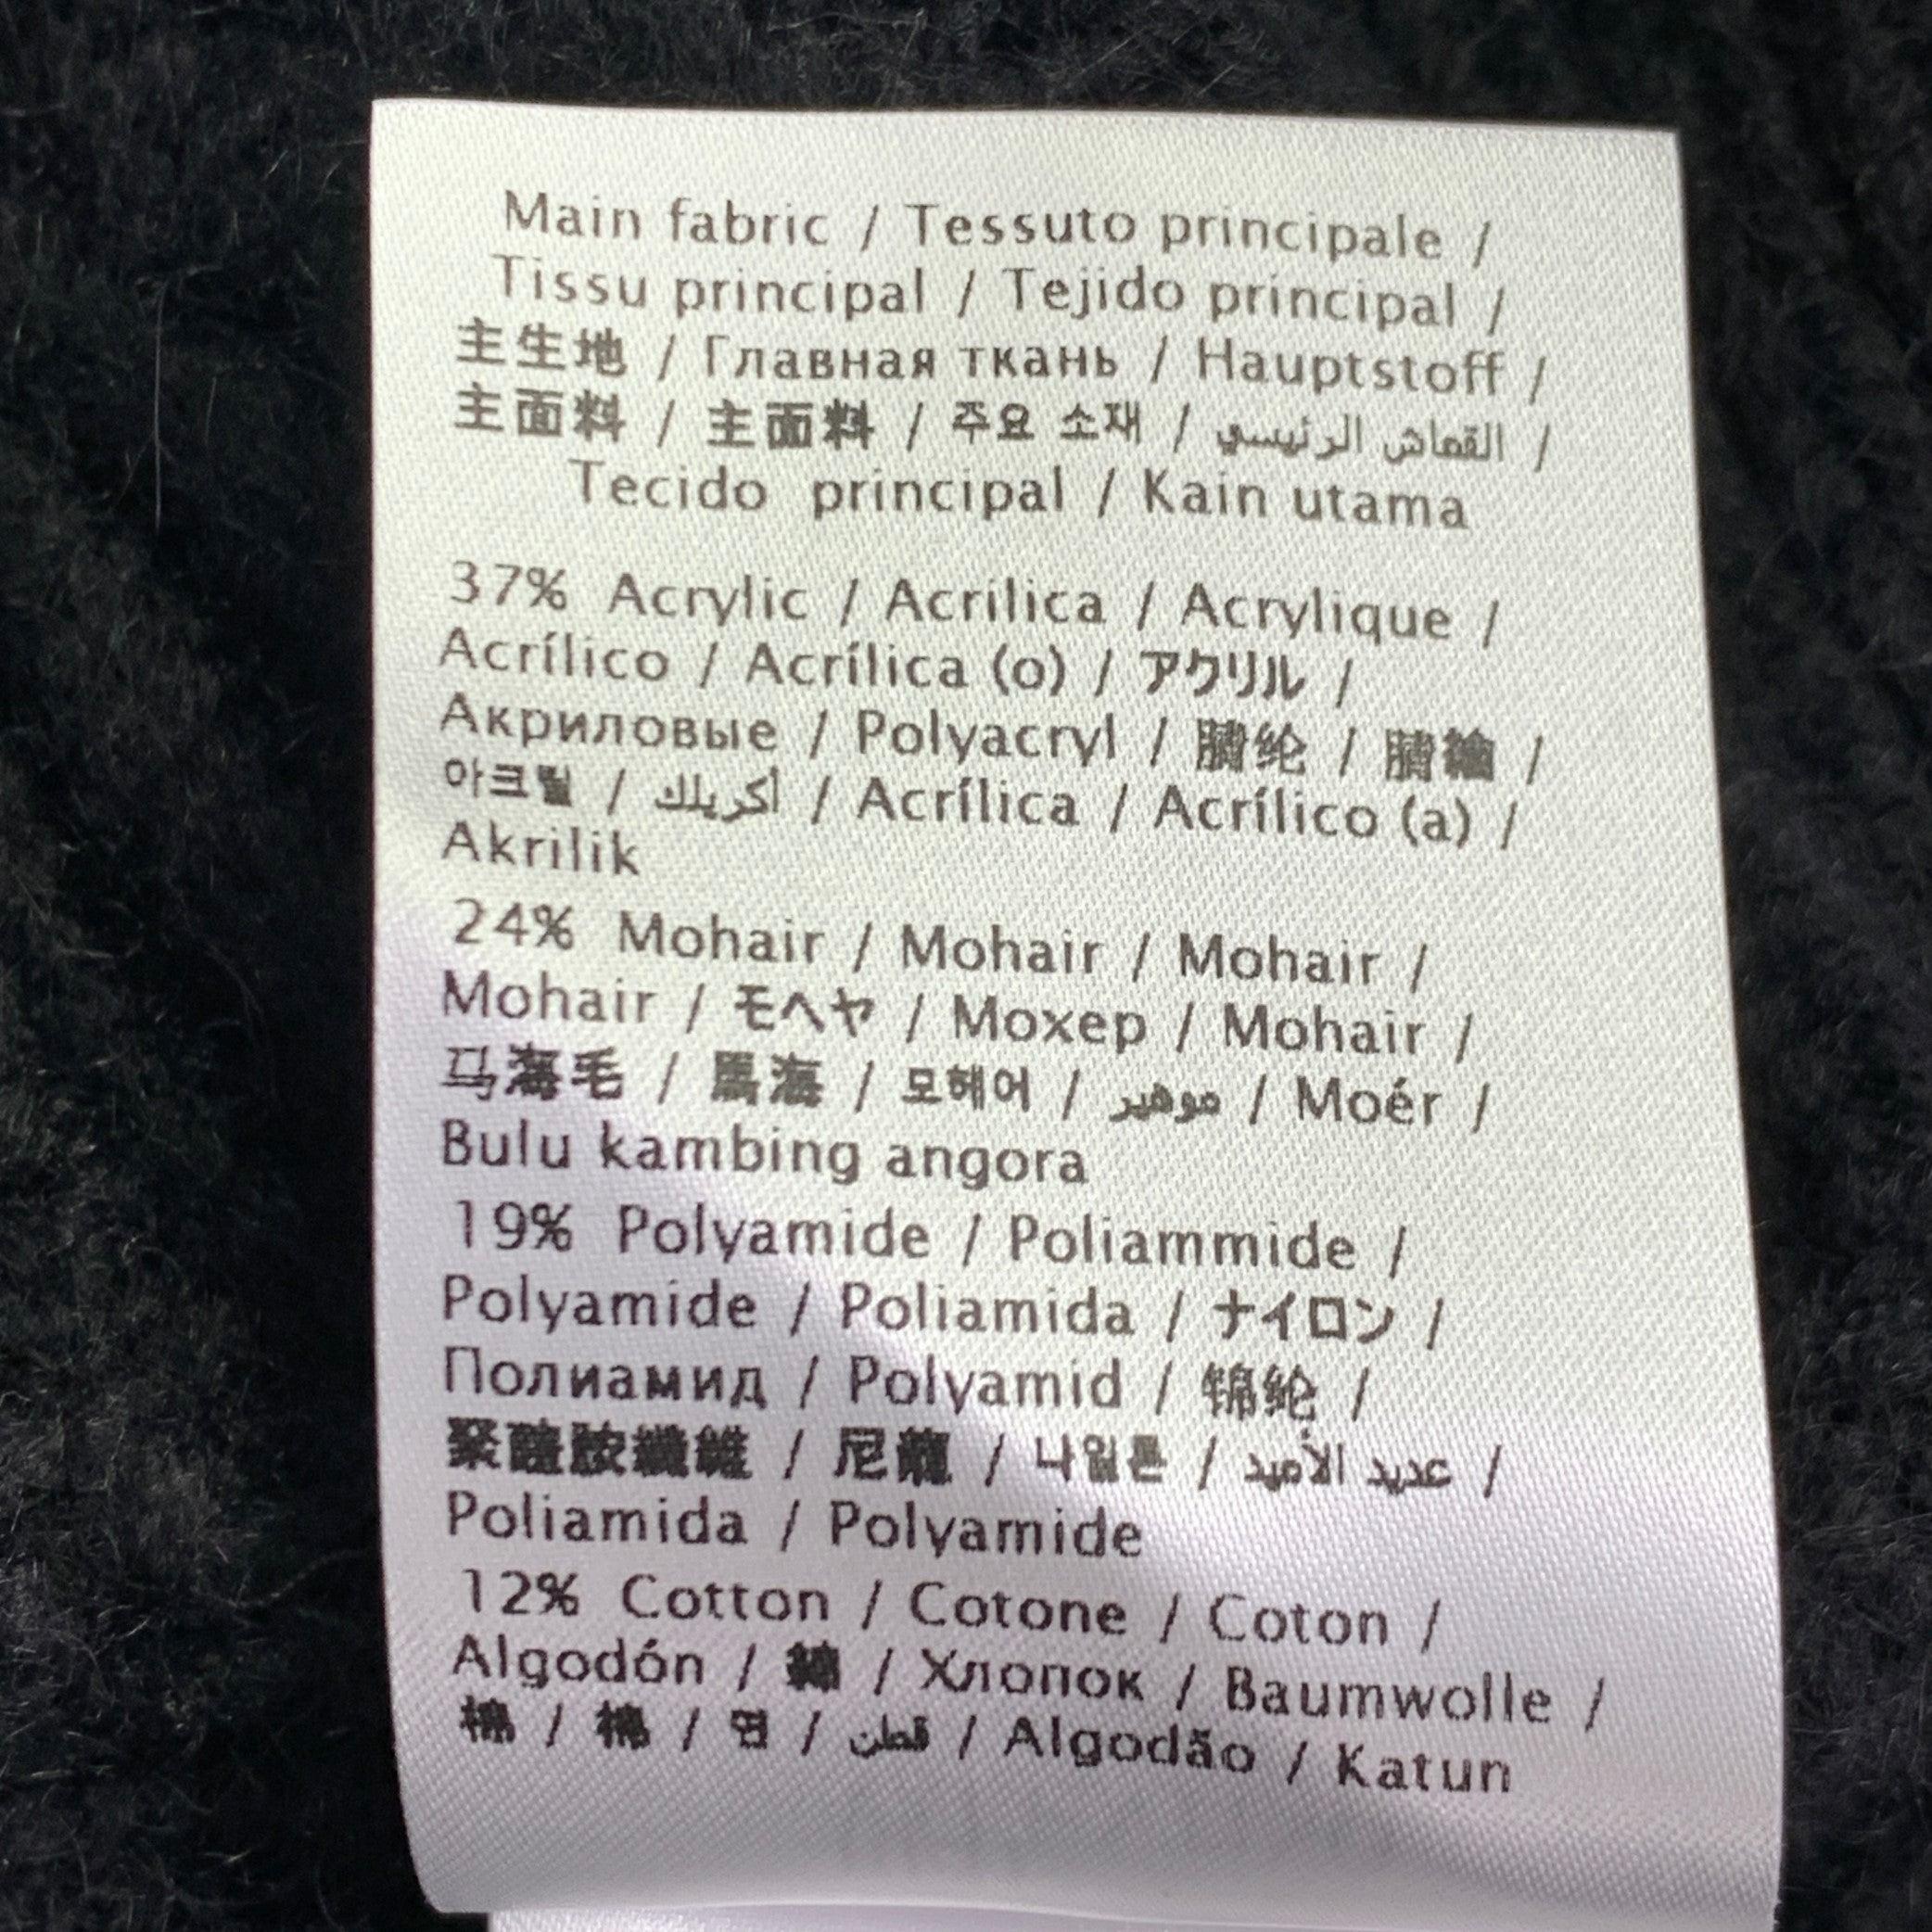 Main fabric / Tessuto principale /
Tissu principal / Tejido principal /
主生地 / Главная ткань / Hauptstoff /
主面料 / 主面料 / 주요 소재 / القماش الرئيسي /
Tecido principal / Kain utama
37% Acrylic / Acrilica / Acrylique /
Acrílico / Acrílica (o) / アクリル /
Акриловые / Polyacryl / 腈纶 / 腈綸 /
아크릴 / أكريلك / Acrílica / Acrílico (a) /
Akrilik
24% Mohair / Mohair / Mohair /
Mohair / モヘヤ / Мохер / Mohair /
马海毛 / 馬海 / 모헤어 / موهير / Moér /
Bulu kambing angora
19% Polyamide / Poliammide /
Polyamide / Poliamida / ナイロン /
Полиамид / Polyamid / 锦纶 /
聚醯胺纖維 / 尼龍 / 나일론 / عديد الأميد /
Poliamida / Polyamide
12% Cotton / Cotone / Coton /
Algodón / 綿 / Хлопок / Baumwolle /
棉 / 棉 / 면 / قطن / Algodão / Katun